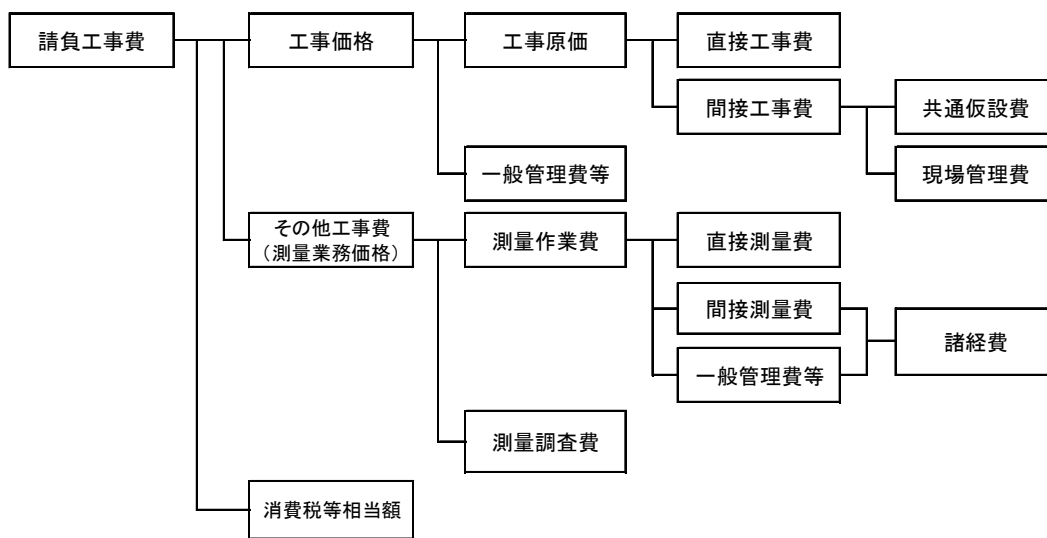 請負工事費
工事価格
工事原価
直接工事費
間接工事費
共通仮設費
現場管理費
一般管理費等
その他工事費
（測量業務価格）
測量作業費
直接測量費
間接測量費
一般管理費等
諸経費
測量調査費
消費税等相当額